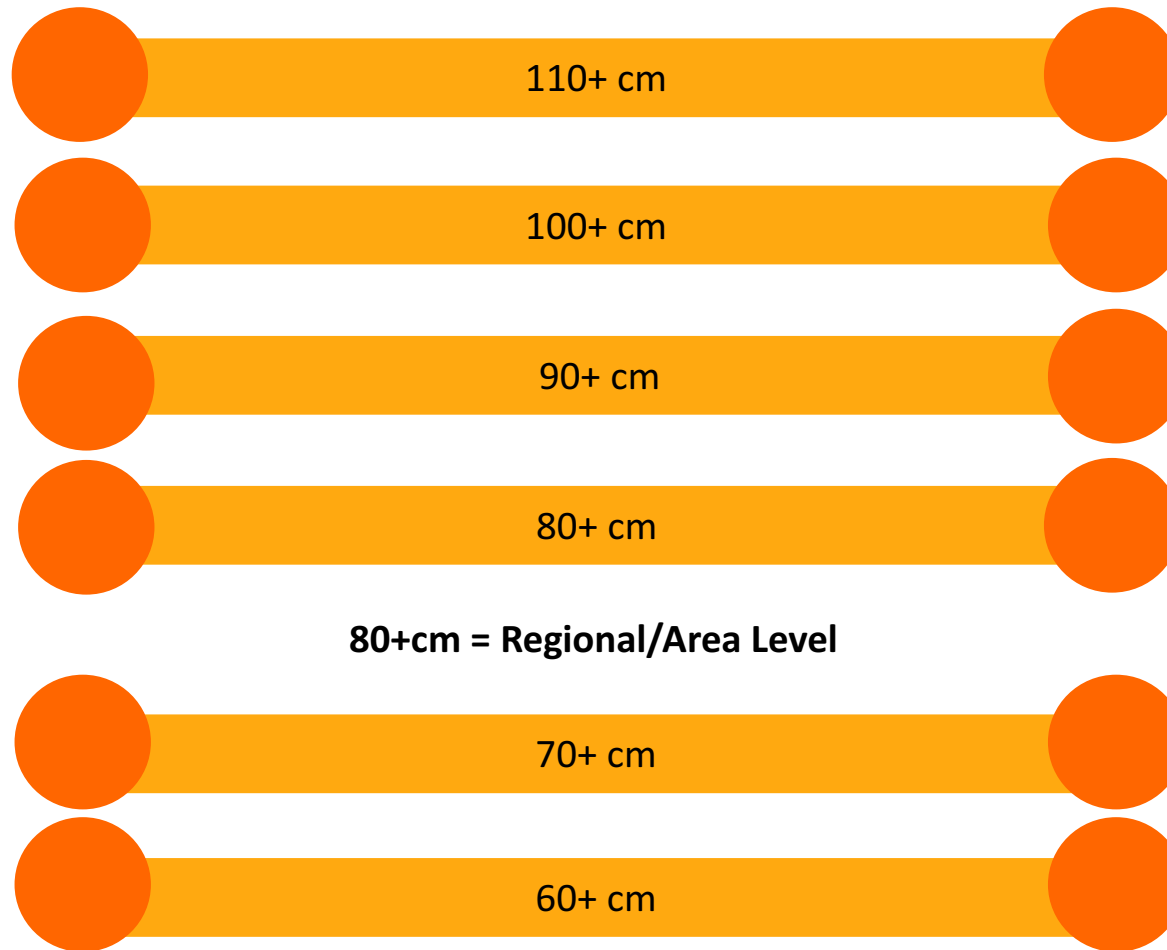 110+ cm
100+ cm
90+ cm
80+ cm
80+cm = Regional/Area Level
70+ cm
60+ cm